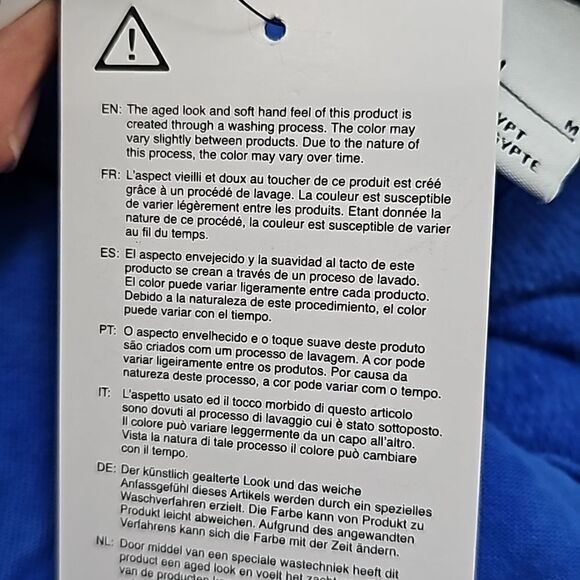 EN: The aged look and soft hand feel of this product is
created through a washing process. The color may
vary slightly between products. Due to the nature of
this process, the color may vary over time.
FR: L'aspect vieilli et doux au toucher de ce produit est créé
grâce à un procédé de lavage. La couleur est susceptible
de varier légèrement entre les produits. Etant donnée la
nature de ce procédé, la couleur est susceptible de varier
au fil du temps.
ES: El aspecto envejecido y la suavidad al tacto de este
producto se crean a través de un proceso de lavado.
El color puede variar ligeramente entre cada producto.
Debido a la naturaleza de este procedimiento, el color
puede variar con el tiempo.
PT: O aspecto envelhecido e o toque suave deste produto
são criados com um processo de lavagem. A cor pode
variar ligeiramente entre os produtos. Por causa da
natureza deste processo, a cor pode variar com o tempo.
IT: L'aspetto usato ed il tocco morbido di questo articolo
sono dovuti al processo di lavaggio cui è stato sottoposto.
Il colore può variare leggermente da un capo all'altro.
Vista la natura di tale processo il colore può cambiare
con il tempo.
DE: Der künstlich gealterte Look und das weiche
Anfassgefühl dieses Artikels werden durch ein spezielles
Waschverfahren erzielt. Die Farbe kann von Produkt zu
Produkt leicht abweichen. Aufgrund des angewandten
Verfahrens kann sich die Farbe mit der Zeit ändern.
NL: Door middel van een speciale wastechniek heeft dit
product een aged look en voelt het
van de
YPT
YPTE
M